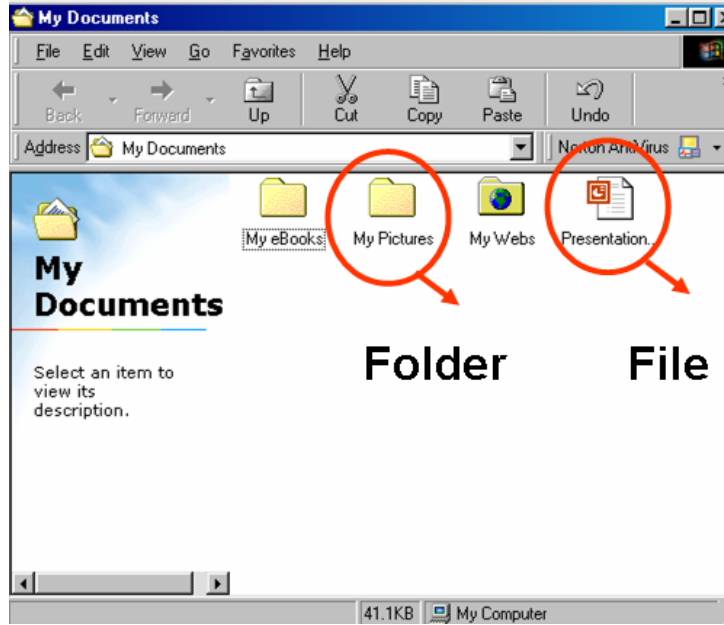 My Documents
File Edit View Go Favorites Help
Back Forward Up Cut Copy Paste Undo
Address My Documents Norton AntiVirus
My eBooks My Pictures My Webs Presentation...
My
Documents
Select an item to
view its
description.
Folder File
41.1KB My Computer